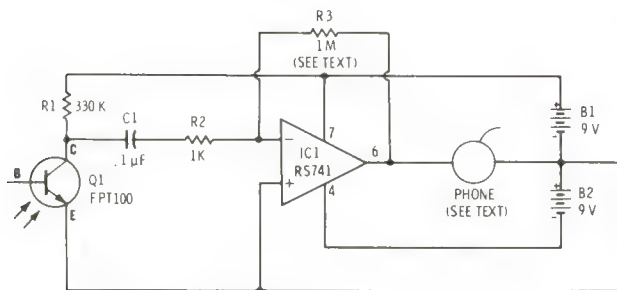 R3
1M
(SEE TEXT)
R1 330 K
C1
.1 µF
R2
1K
C
B
E
Q1
FPT100
-
+
IC1
RS741
7
6
4
PHONE
(SEE TEXT)
+
B1
9 V
-
+
B2
9 V
-